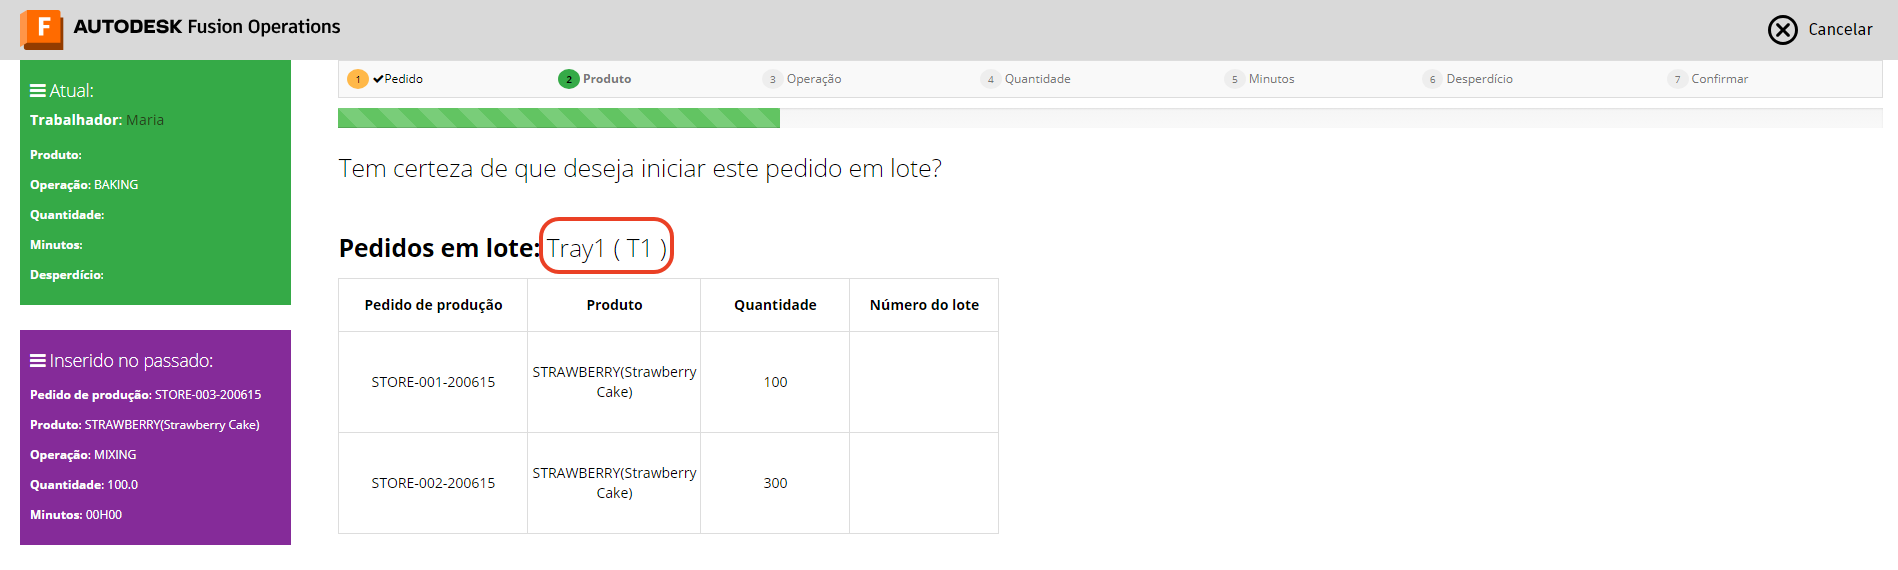 F AUTODESK Fusion Operations
Cancelar
Atual:
Trabalhador: Maria
Produto:
Operação: BAKING
Quantidade:
Minutos:
Desperdício:
Inserido no passado:
Pedido de produção: STORE-003-200615
Produto: STRAWBERRY(Strawberry Cake)
Operação: MIXING
Quantidade: 100.0
Minutos: 00H00
1 Pedido 2 Produto 3 Operação 4 Quantidade 5 Minutos 6 Desperdício 7 Confirmar
Tem certeza de que deseja iniciar este pedido em lote?
Pedidos em lote: Tray1 ( T1 )
Pedido de produção Produto Quantidade Número do lote
STORE-001-200615 STRAWBERRY(Strawberry Cake) 100
STORE-002-200615 STRAWBERRY(Strawberry Cake) 300